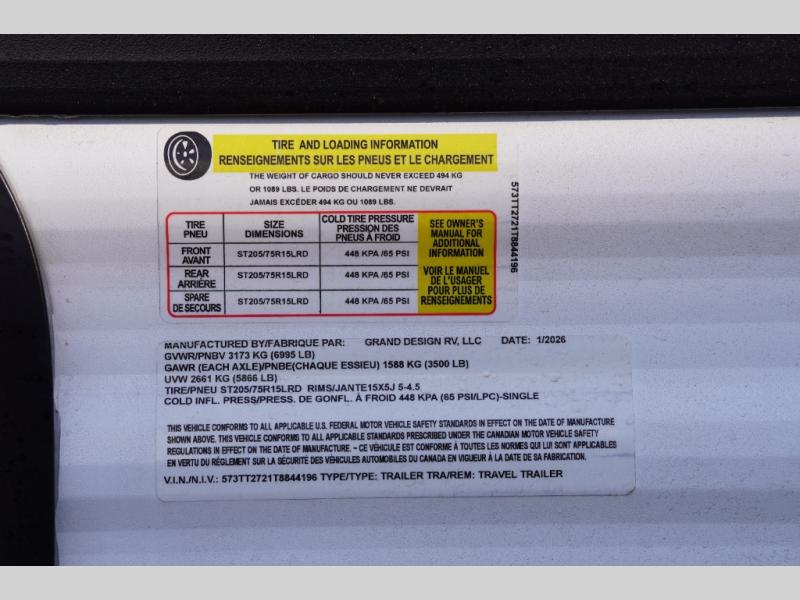 TIRE AND LOADING INFORMATION
RENSEIGNEMENTS SUR LES PNEUS ET LE CHARGEMENT
THE WEIGHT OF CARGO SHOULD NEVER EXCEED 494 KG
OR 1089 LBS. LE POIDS DE CHARGEMENT NE DEVRAIT
JAMAIS EXCÉDER 494 KG OU 1089 LBS.
TIRE
PNEU
SIZE
DIMENSIONS
COLD TIRE PRESSURE
PRESSION DES
PNEUS À FROID
SEE OWNER'S
MANUAL FOR
ADDITIONAL
INFORMATION
FRONT
AVANT
ST205/75R15LRD
448 KPA /65 PSI
REAR
ARRIÈRE
ST205/75R15LRD
448 KPA /65 PSI
VOIR LE MANUEL
DE L'USAGER
POUR PLUS DE
RENSEIGNEMENTS
SPARE
DE SECOURS
ST205/75R15LRD
448 KPA /65 PSI
573TT2721T8844196
MANUFACTURED BY/FABRIQUE PAR: GRAND DESIGN RV, LLC DATE: 1/2026
GVWR/PNBV 3173 KG (6995 LB)
GAWR (EACH AXLE)/PNBE(CHAQUE ESSIEU) 1588 KG (3500 LB)
UVW 2661 KG (5866 LB)
TIRE/PNEU ST205/75R15LRD RIMS/JANTE15X5J 5-4.5
COLD INFL. PRESS/PRESS. DE GONFL. À FROID 448 KPA (65 PSI/LPC)-SINGLE
THIS VEHICLE CONFORMS TO ALL APPLICABLE U.S. FEDERAL MOTOR VEHICLE SAFETY STANDARDS IN EFFECT ON THE DATE OF MANUFACTURE
SHOWN ABOVE. THIS VEHICLE CONFORMS TO ALL APPLICABLE STANDARDS PRESCRIBED UNDER THE CANADIAN MOTOR VEHICLE SAFETY
REGULATIONS IN EFFECT ON THE DATE OF MANUFACTURE. - CE VÉHICULE EST CONFORME À TOUTES LES NORMES QUI LUI SONT APPLICABLES
EN VERTU DU RÈGLEMENT SUR LA SÉCURITÉ DES VÉHICULES AUTOMOBILES DU CANADA EN VIGUEUR À LA DATE DE SA FABRICATION.
V.I.N./N.I.V.: 573TT2721T8844196 TYPE/TYPE: TRAILER TRA/REM: TRAVEL TRAILER